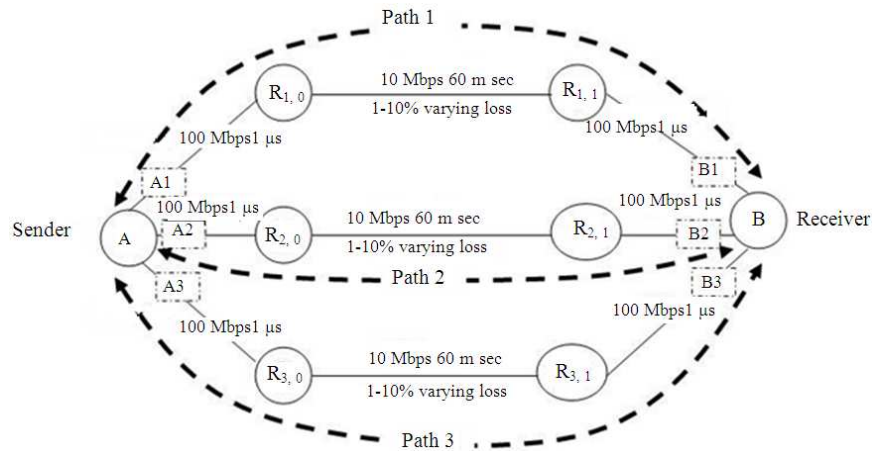 Path 1
10 Mbps 60 m sec
R1, 0
R1, 1
1-10% varying loss
100 Mbps1 µs
100 Mbps1 µs
A1
B1
100 Mbps1 µs
100 Mbps1 µs
Sender
A
A2
R2, 0
10 Mbps 60 m sec
1-10% varying loss
R2, 1
B2
B
Receiver
A3
Path 2
B3
100 Mbps1 µs
100 Mbps1 µs
R3, 0
10 Mbps 60 m sec
1-10% varying loss
R3, 1
Path 3